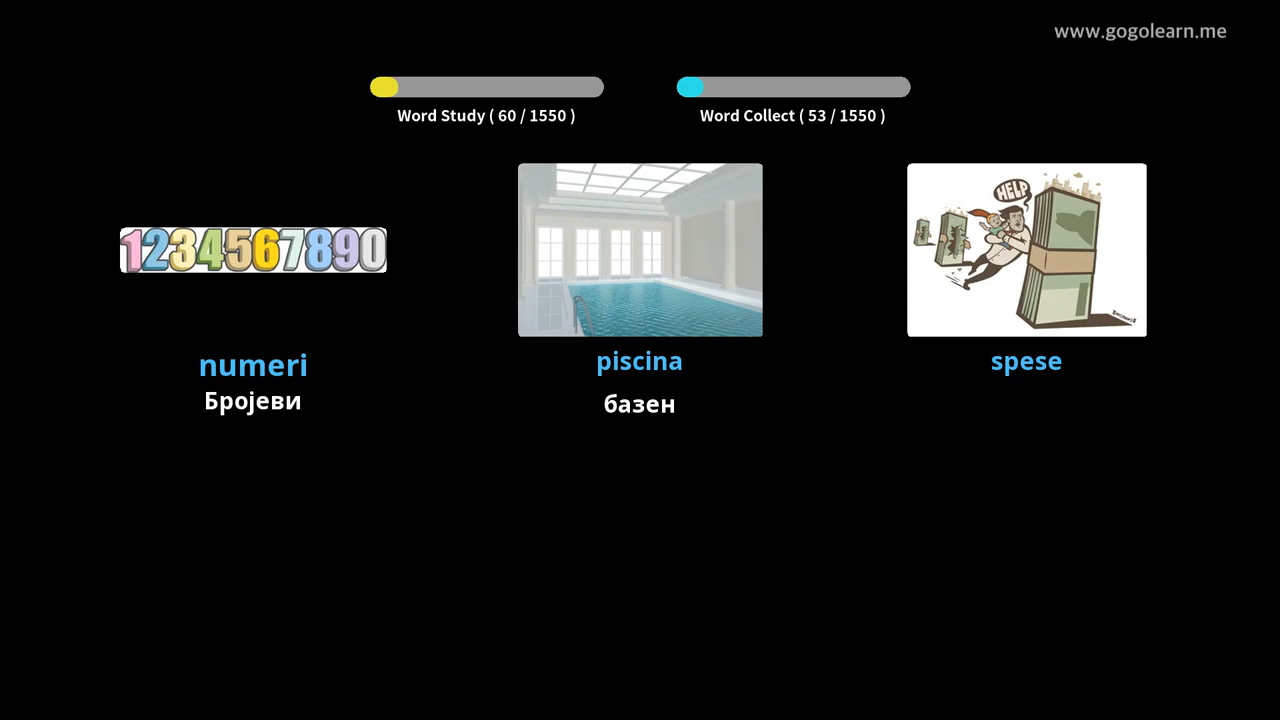 www.gogolearn.me
Word Study ( 60 / 1550 )
Word Collect ( 53 / 1550 )
1234567890
HELP
numeri
Бројеви
piscina
базен
spese